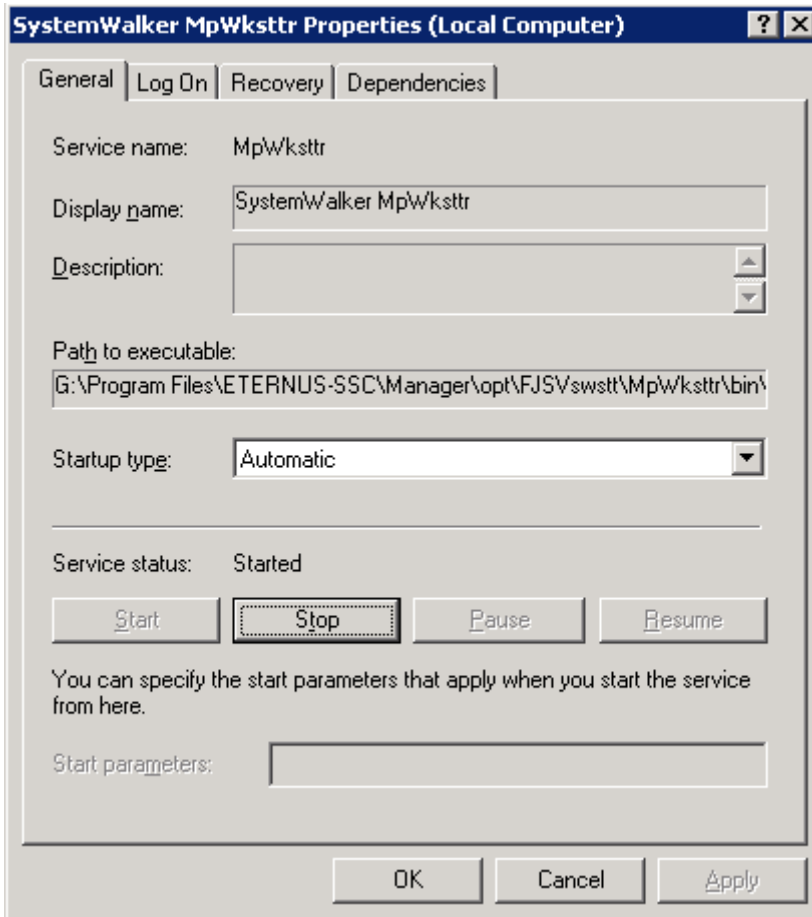 SystemWalker MpWksttr Properties (Local Computer)
General Log On Recovery Dependencies
Service name: MpWksttr
Display name: SystemWalker MpWksttr
Description:
Path to executable:
G:\Program Files\ETERNUS-SSC\Manager\opt\FJSVswstt\MpWksttr\bin\
Startup type: Automatic
Service status: Started
Start Stop Pause Resume
You can specify the start parameters that apply when you start the service
from here.
Start parameters:
OK Cancel Apply